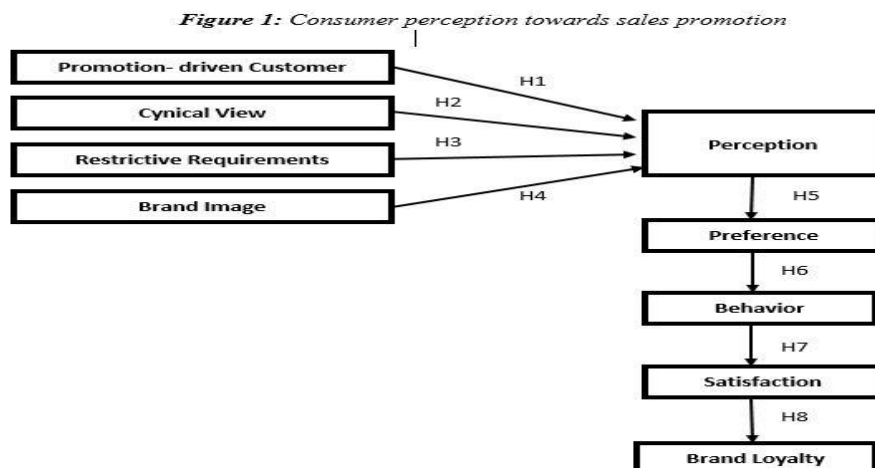 Figure 1: Consumer perception towards sales promotion
Promotion- driven Customer
H1
Cynical View
H2
Restrictive Requirements
H3
Brand Image
H4
Perception
H5
Preference
H6
Behavior
H7
Satisfaction
H8
Brand Loyalty